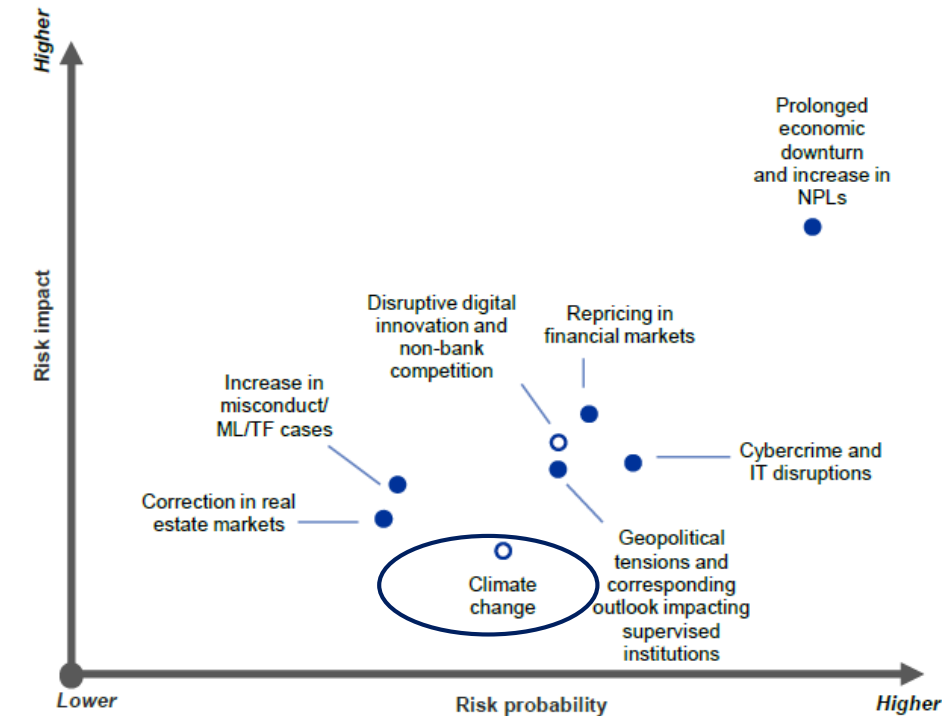 Higher
Risk impact
Prolonged
economic
downturn
and increase in
NPLs
Disruptive digital
innovation and
non-bank
competition
Repricing in
financial markets
Increase in
misconduct/
ML/TF cases
Cybercrime and
IT disruptions
Correction in real
estate markets
Geopolitical
tensions and
corresponding
outlook impacting
supervised
institutions
Climate
change
Lower
Risk probability
Higher